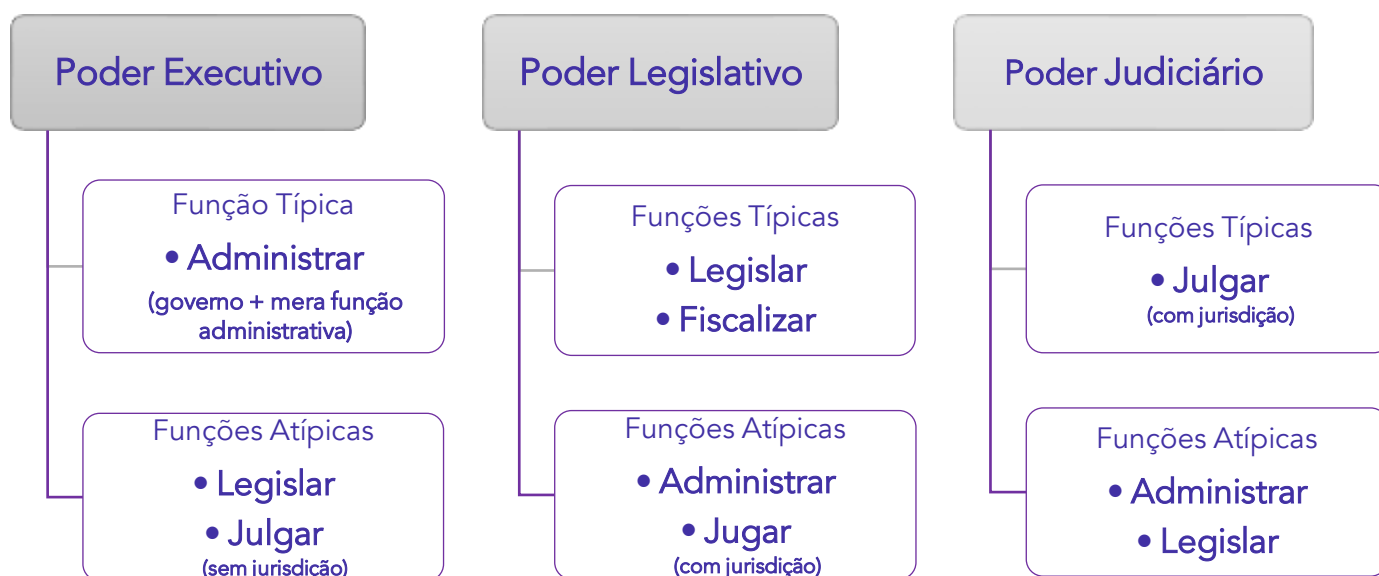 Poder Executivo
Função Típica
• Administrar
(governo + mera função
administrativa)
Funções Atípicas
• Legislar
• Julgar
(sem jurisdição)
Poder Legislativo
Funções Típicas
• Legislar
• Fiscalizar
Funções Atípicas
• Administrar
• Jugar
(com jurisdição)
Poder Judiciário
Funções Típicas
• Julgar
(com jurisdição)
Funções Atípicas
• Administrar
• Legislar